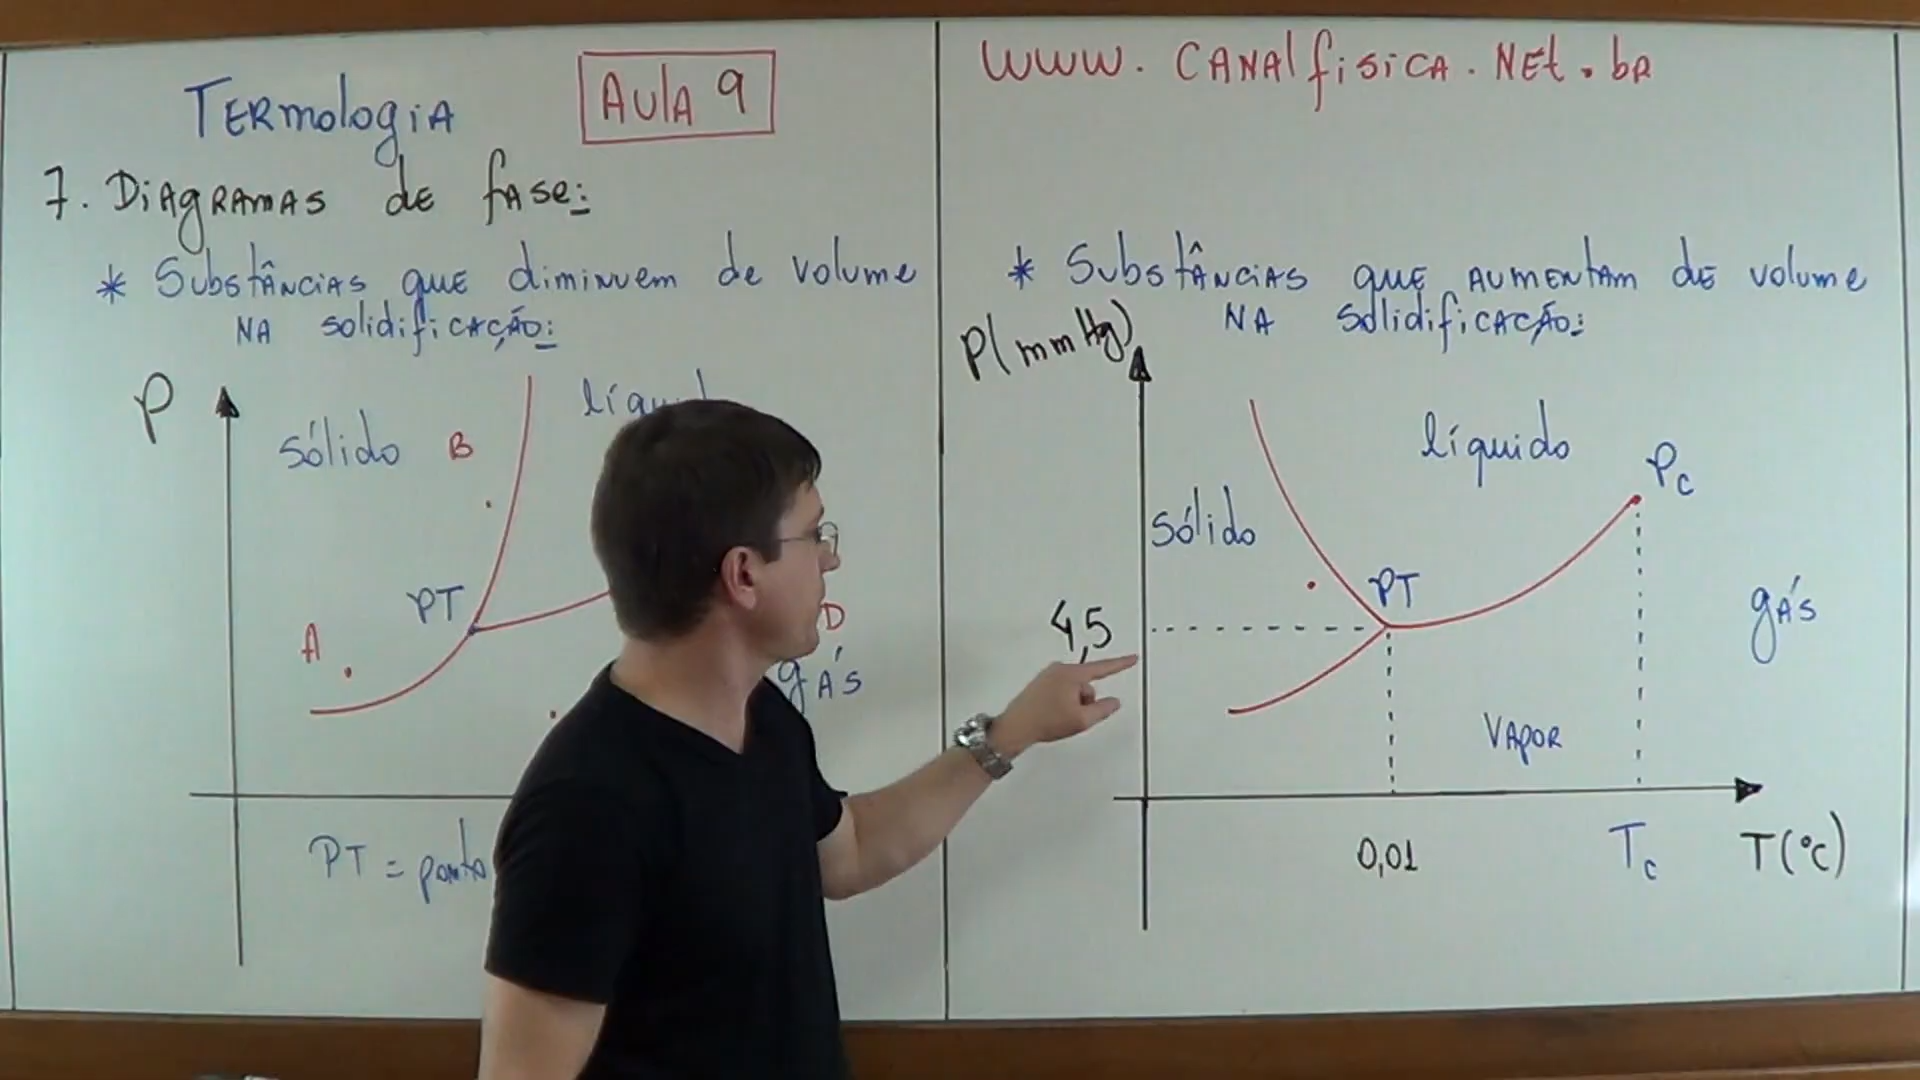 Termologia
Aula 9
7. Diagramas de fase:
* Substâncias que diminuem de volume
na solidificação:
P
sólido
B
PT
A
D
gás
PT = ponto
www.canalfisica.net.br
* Substâncias que aumentam de volume
na solidificação:
P(mmHg)
líquido
Pc
sólido
PT
4,5
gás
vapor
0,01
Tc
T(°C)